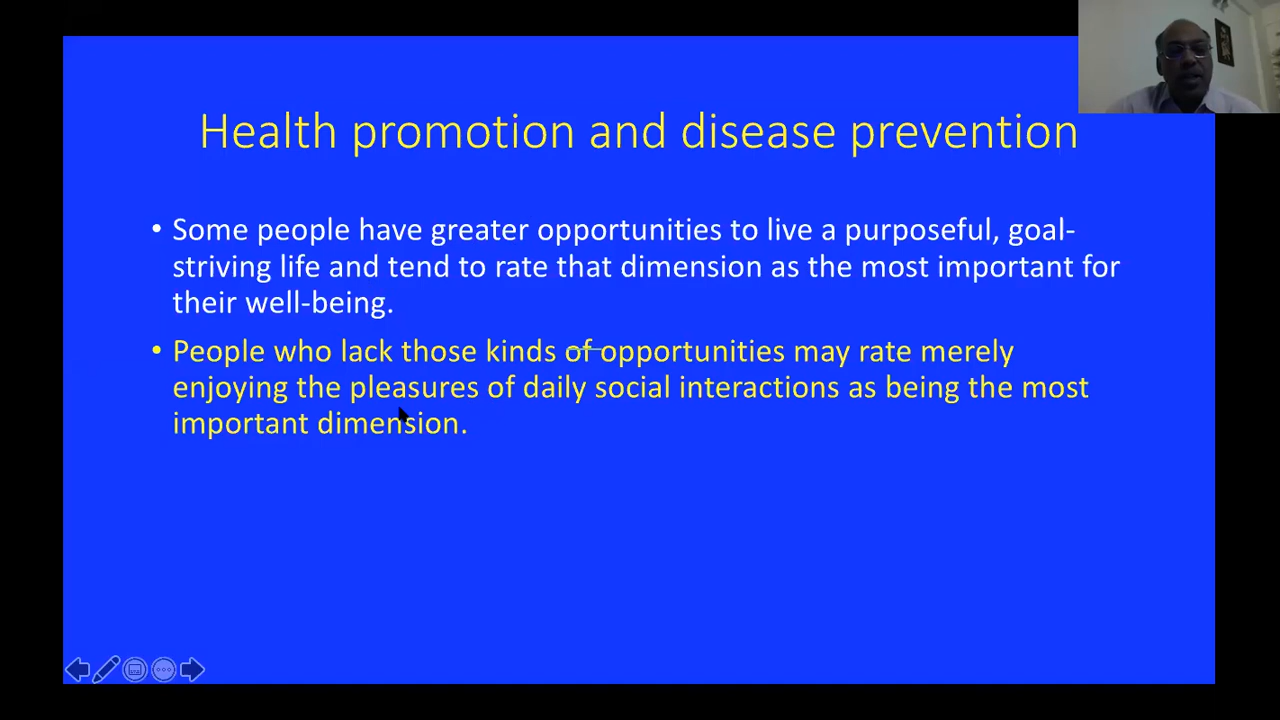 Health promotion and disease prevention
• Some people have greater opportunities to live a purposeful, goal-
striving life and tend to rate that dimension as the most important for
their well-being.
• People who lack those kinds of opportunities may rate merely
enjoying the pleasures of daily social interactions as being the most
important dimension.